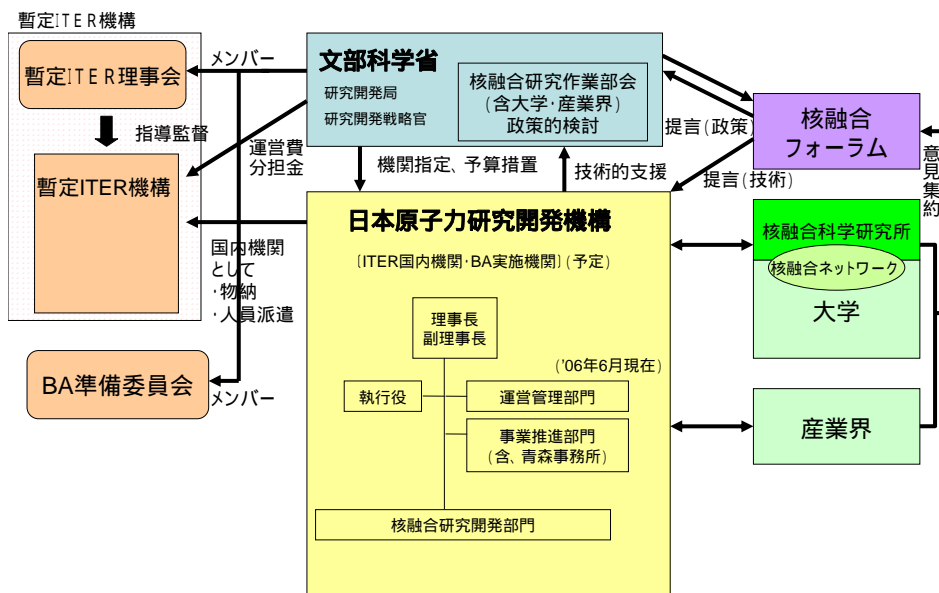 暫定ITER機構
暫定ITER理事会
指導監督
暫定ITER機構
メンバー
運営費
分担金
文部科学省
研究開発局
研究開発戦略官
核融合研究作業部会
(含大学・産業界)
政策的検討
提言(政策)
核融合
フォーラム
意見集約
機関指定、予算措置
技術的支援
提言(技術)
日本原子力研究開発機構
[ITER国内機関・BA実施機関](予定)
国内機関
として
・物納
・人員派遣
核融合科学研究所
核融合ネットワーク
大学
理事長
副理事長
('06年6月現在)
BA準備委員会
メンバー
執行役
運営管理部門
事業推進部門
(含、青森事務所)
産業界
核融合研究開発部門